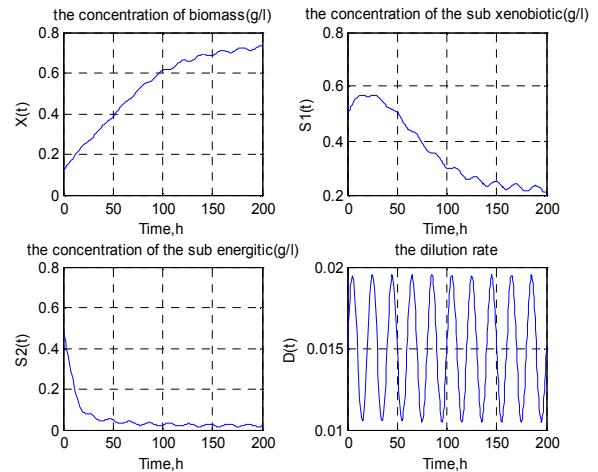 the concentration of biomass(g/l)
0.8
0.6
0.4
0.2
0
X(t)
0 50 100 150 200
Time,h
the concentration of the sub xenobiotic(g/l)
0.8
0.6
0.4
0.2
S1(t)
0 50 100 150 200
Time,h
the concentration of the sub energitic(g/l)
0.8
0.6
0.4
0.2
0
S2(t)
0 50 100 150 200
Time,h
the dilution rate
0.02
0.015
0.01
D(t)
0 50 100 150 200
Time,h